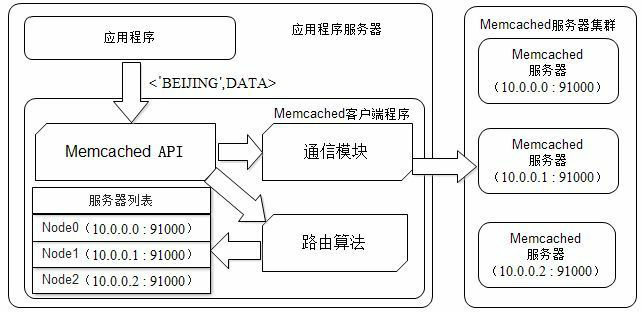 应用程序服务器
应用程序
<'BEIJING',DATA>
Memcached客户端程序
Memcached API
通信模块
服务器列表
Node0（10.0.0.0 : 91000）
Node1（10.0.0.1 : 91000）
Node2（10.0.0.2 : 91000）
路由算法
Memcached服务器集群
Memcached
服务器
（10.0.0.0 : 91000）
Memcached
服务器
（10.0.0.1 : 91000）
Memcached
服务器
（10.0.0.2 : 91000）